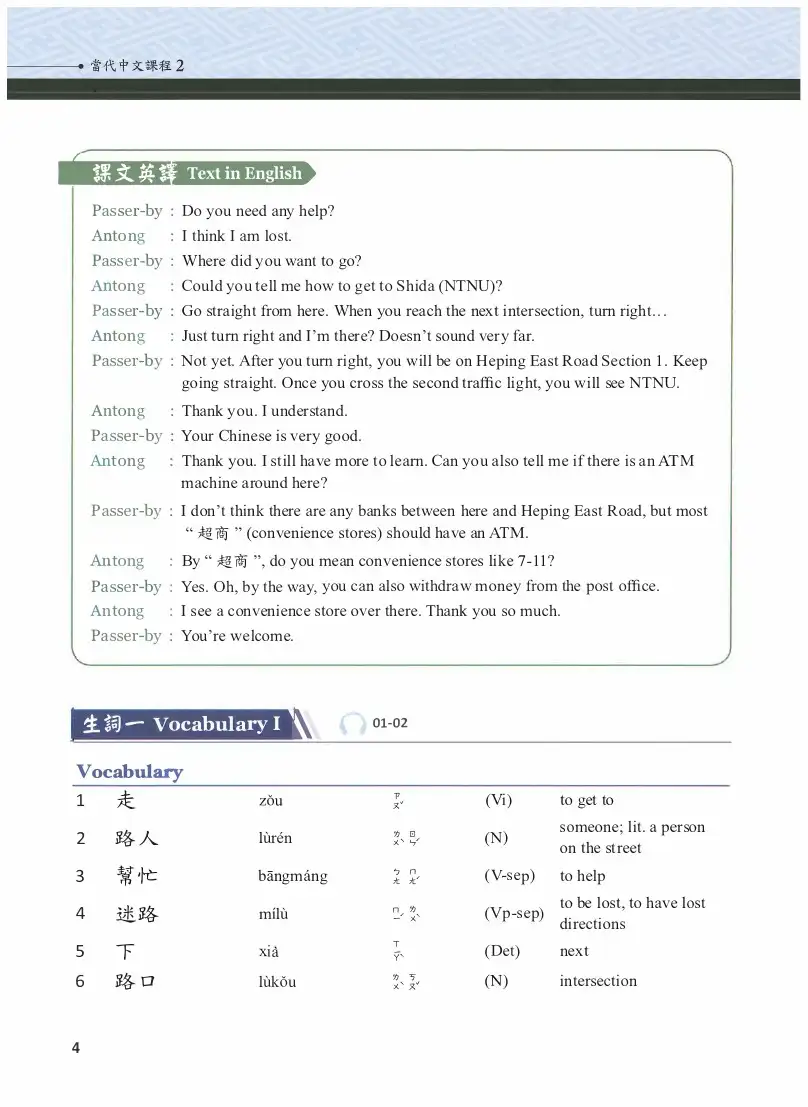 當代中文課程 2
課文英譯 Text in English
Passer-by : Do you need any help?
Antong : I think I am lost.
Passer-by : Where did you want to go?
Antong : Could you tell me how to get to Shida (NTNU)?
Passer-by : Go straight from here. When you reach the next intersection, turn right…
Antong : Just turn right and I'm there? Doesn't sound very far.
Passer-by : Not yet. After you turn right, you will be on Heping East Road Section 1. Keep
going straight. Once you cross the second traffic light, you will see NTNU.
Antong : Thank you. I understand.
Passer-by : Your Chinese is very good.
Antong : Thank you. I still have more to learn. Can you also tell me if there is an ATM
machine around here?
Passer-by : I don't think there are any banks between here and Heping East Road, but most
“ 超商 ” (convenience stores) should have an ATM.
Antong : By “ 超商 ”, do you mean convenience stores like 7-11?
Passer-by : Yes. Oh, by the way, you can also withdraw money from the post office.
Antong : I see a convenience store over there. Thank you so much.
Passer-by : You're welcome.
生詞一 Vocabulary I 01-02
Vocabulary
1 走 zǒu ㄗㄡˇ (Vi) to get to
2 路人 lùrén ㄌㄨˋ ㄖㄣˊ (N) someone; lit. a person
on the street
3 幫忙 bāngmáng ㄅㄤ ㄇㄤˊ (V-sep) to help
4 迷路 mílù ㄇㄧˊ ㄌㄨˋ (Vp-sep) to be lost, to have lost
directions
5 下 xià ㄒㄧㄚˋ (Det) next
6 路口 lùkǒu ㄌㄨˋ ㄎㄡˇ (N) intersection
4